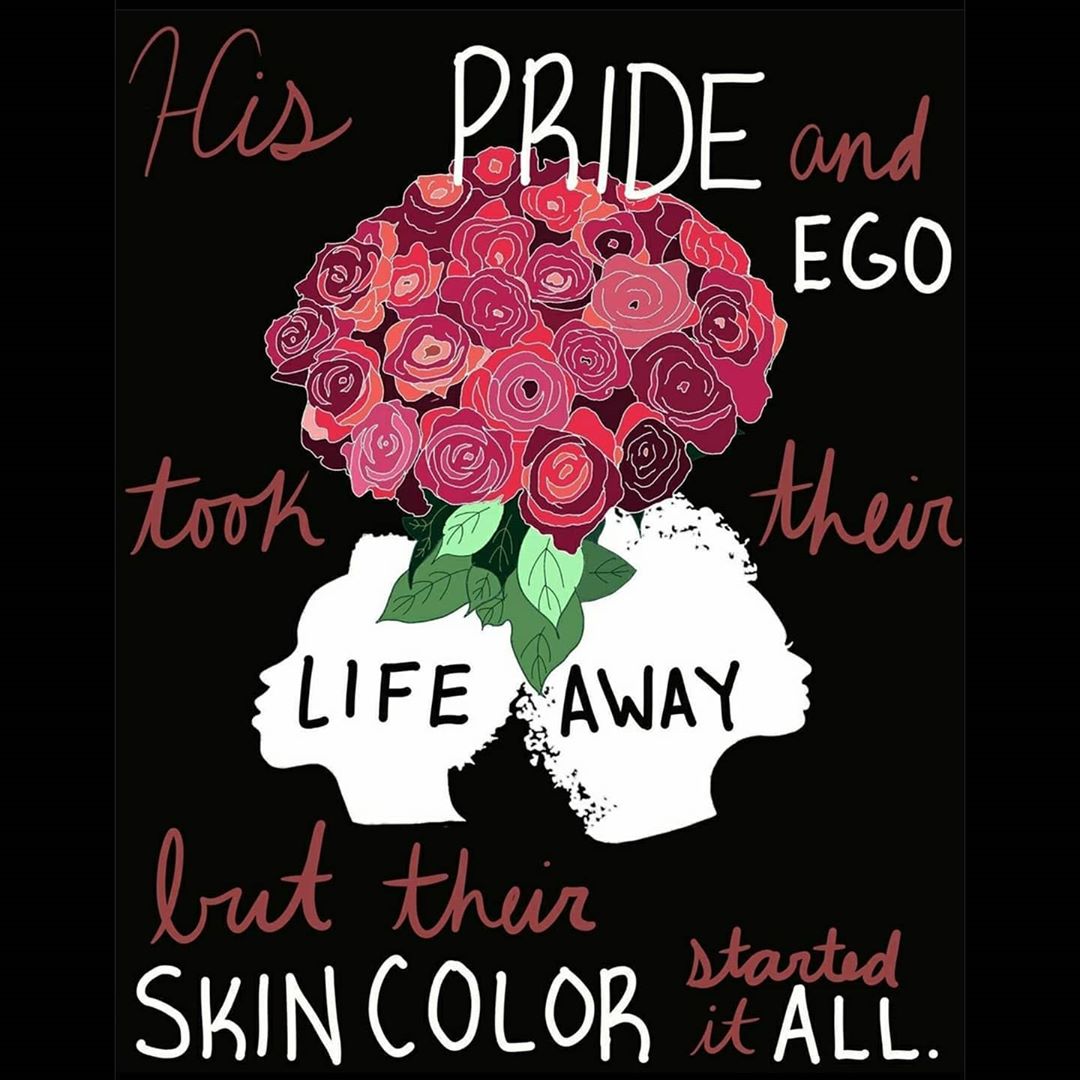 His PRIDE and
EGO
took their
LIFE AWAY
but their
SKIN COLOR started
it ALL.